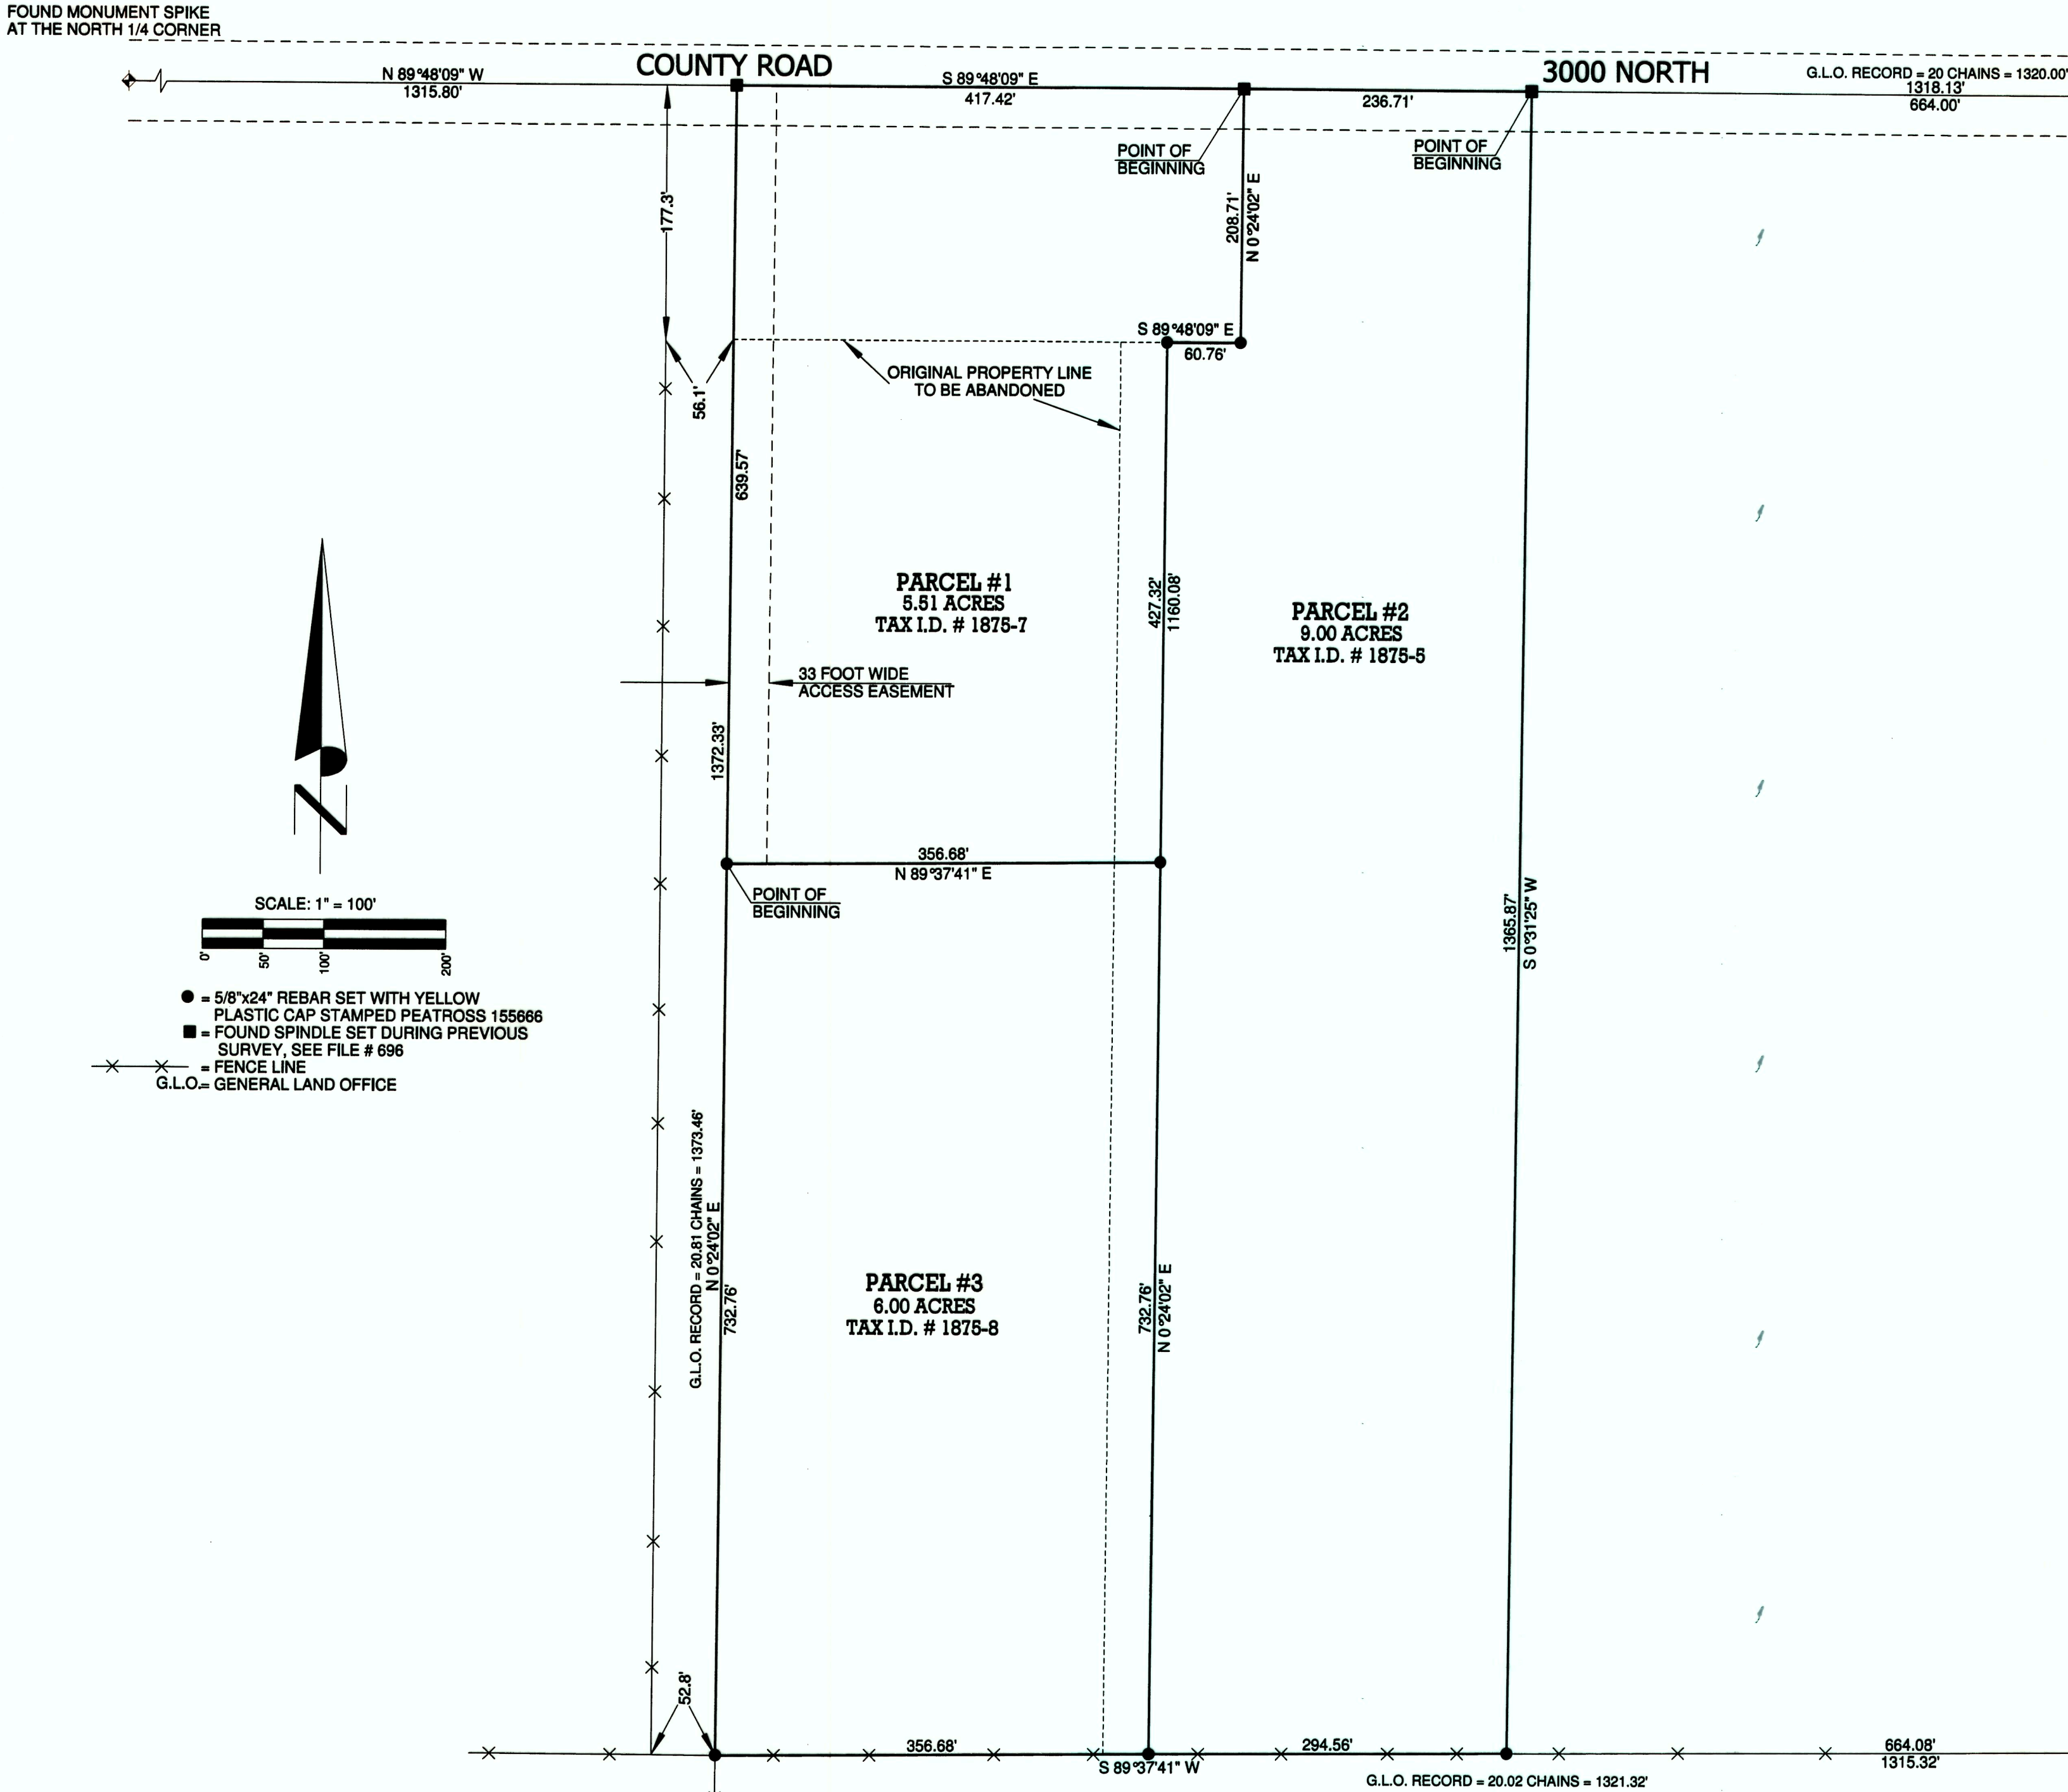 FOUND MONUMENT SPIKE
AT THE NORTH 1/4 CORNER
N 89°48'09" W
1315.80'
COUNTY ROAD
S 89°48'09" E
417.42'
236.71'
3000 NORTH
G.L.O. RECORD = 20 CHAINS = 1320.00'
1318.13'
664.00'
POINT OF
BEGINNING
POINT OF
BEGINNING
177.3'
208.71'
N 0°24'02" E
S 89°48'09" E
60.76'
56.1'
ORIGINAL PROPERTY LINE
TO BE ABANDONED
639.57'
PARCEL #1
5.51 ACRES
TAX I.D. # 1875-7
427.32'
1160.08'
PARCEL #2
9.00 ACRES
TAX I.D. # 1875-5
33 FOOT WIDE
ACCESS EASEMENT
1372.33'
N
356.68'
N 89°37'41" E
POINT OF
BEGINNING
1365.87'
S 0°31'25" W
SCALE: 1" = 100'
0'
50'
100'
200'
= 5/8"x24" REBAR SET WITH YELLOW
PLASTIC CAP STAMPED PEATROSS 155666
= FOUND SPINDLE SET DURING PREVIOUS
SURVEY, SEE FILE # 696
= FENCE LINE
G.L.O.= GENERAL LAND OFFICE
G.L.O. RECORD = 20.81 CHAINS = 1373.46'
N 0°24'02" E
732.76'
PARCEL #3
6.00 ACRES
TAX I.D. # 1875-8
732.76'
N 0°24'02" E
52.8'
356.68'
S 89°37'41" W
294.56'
664.08'
1315.32'
G.L.O. RECORD = 20.02 CHAINS = 1321.32'